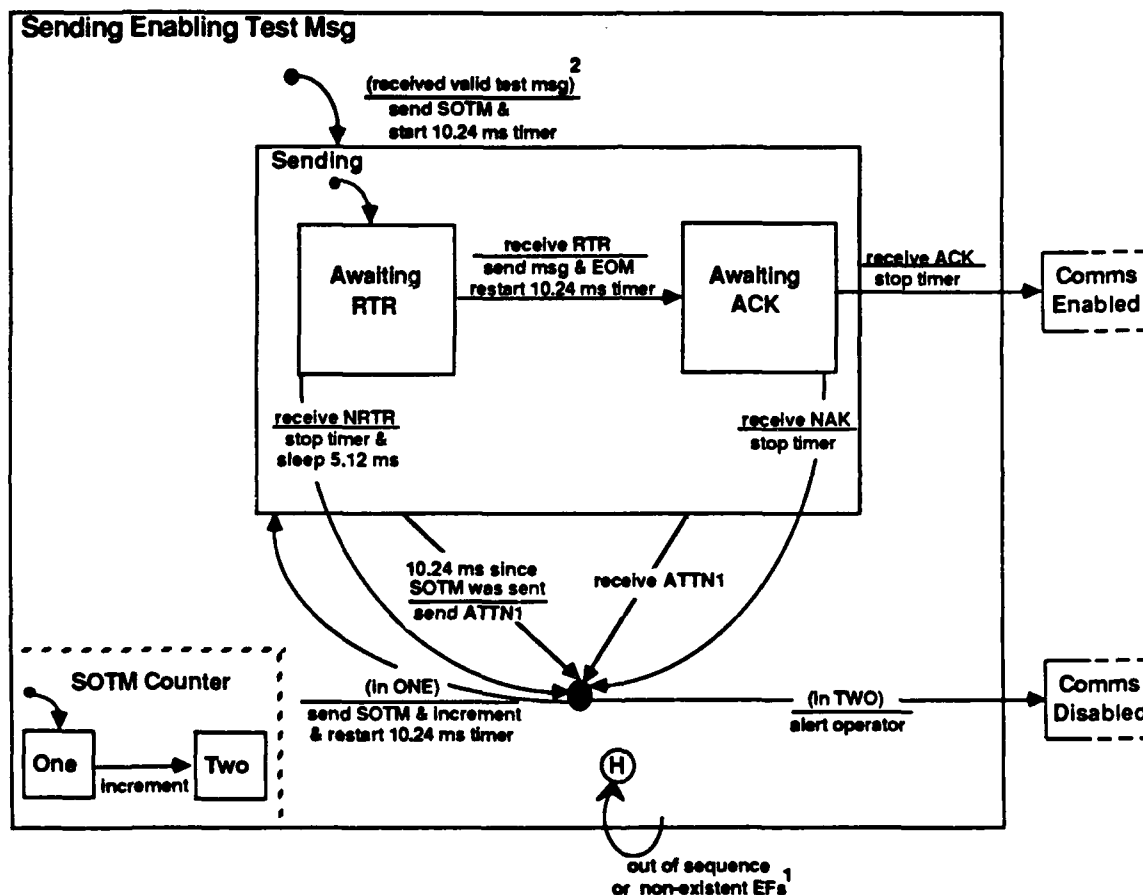 Sending Enabling Test Msg
(received valid test msg)2
send SOTM &
start 10.24 ms timer
Sending
Awaiting
RTR
receive RTR
send msg & EOM
restart 10.24 ms timer
Awaiting
ACK
receive ACK
stop timer
Comms
Enabled
receive NRTR
stop timer &
sleep 5.12 ms
receive NAK
stop timer
10.24 ms since
SOTM was sent
send ATTN1
receive ATTN1
(in ONE)
send SOTM & increment
& restart 10.24 ms timer
(in TWO)
alert operator
Comms
Disabled
SOTM Counter
One
increment
Two
H
out of sequence
or non-existent EFs1